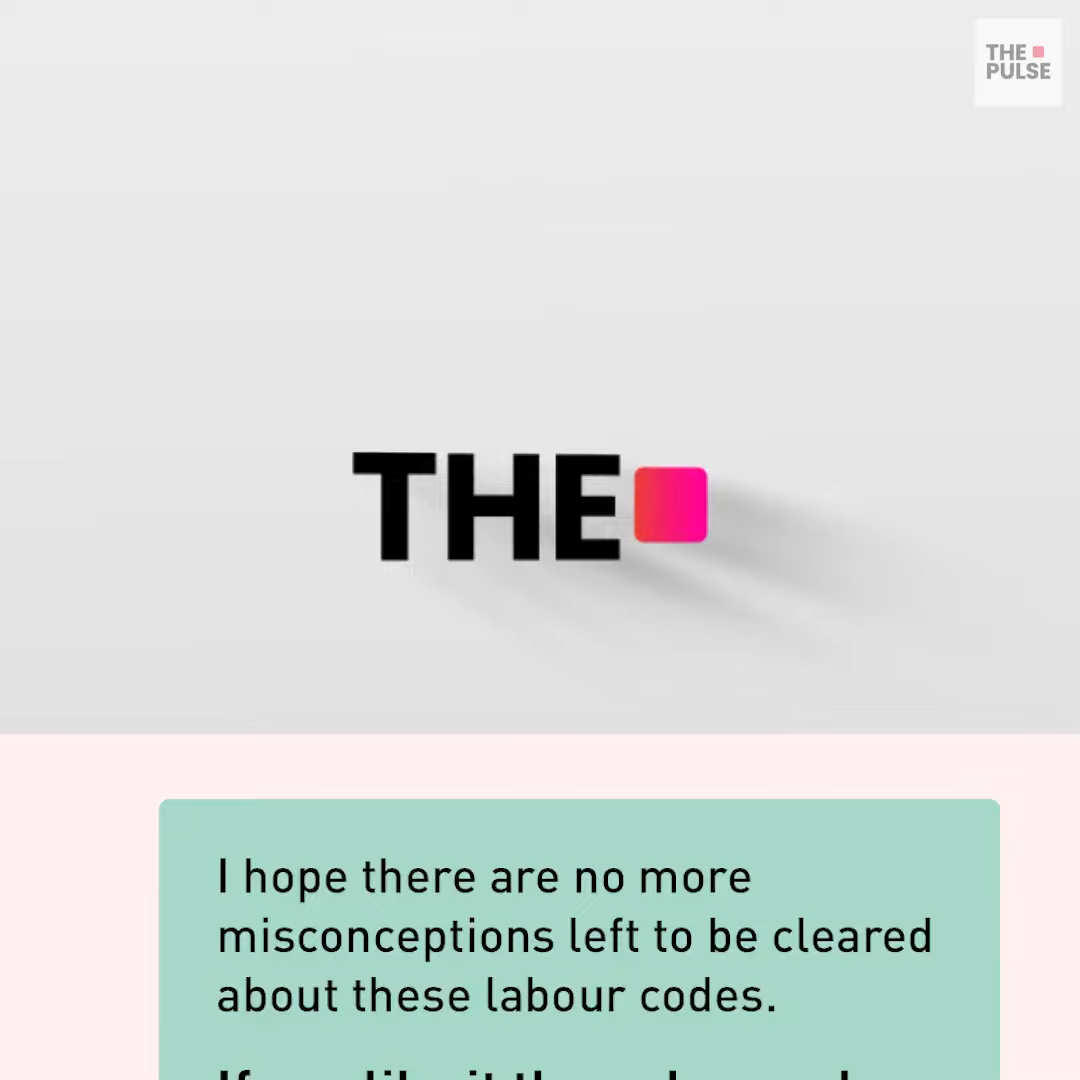 THE
PULSE
THE
I hope there are no more
misconceptions left to be cleared
about these labour codes.